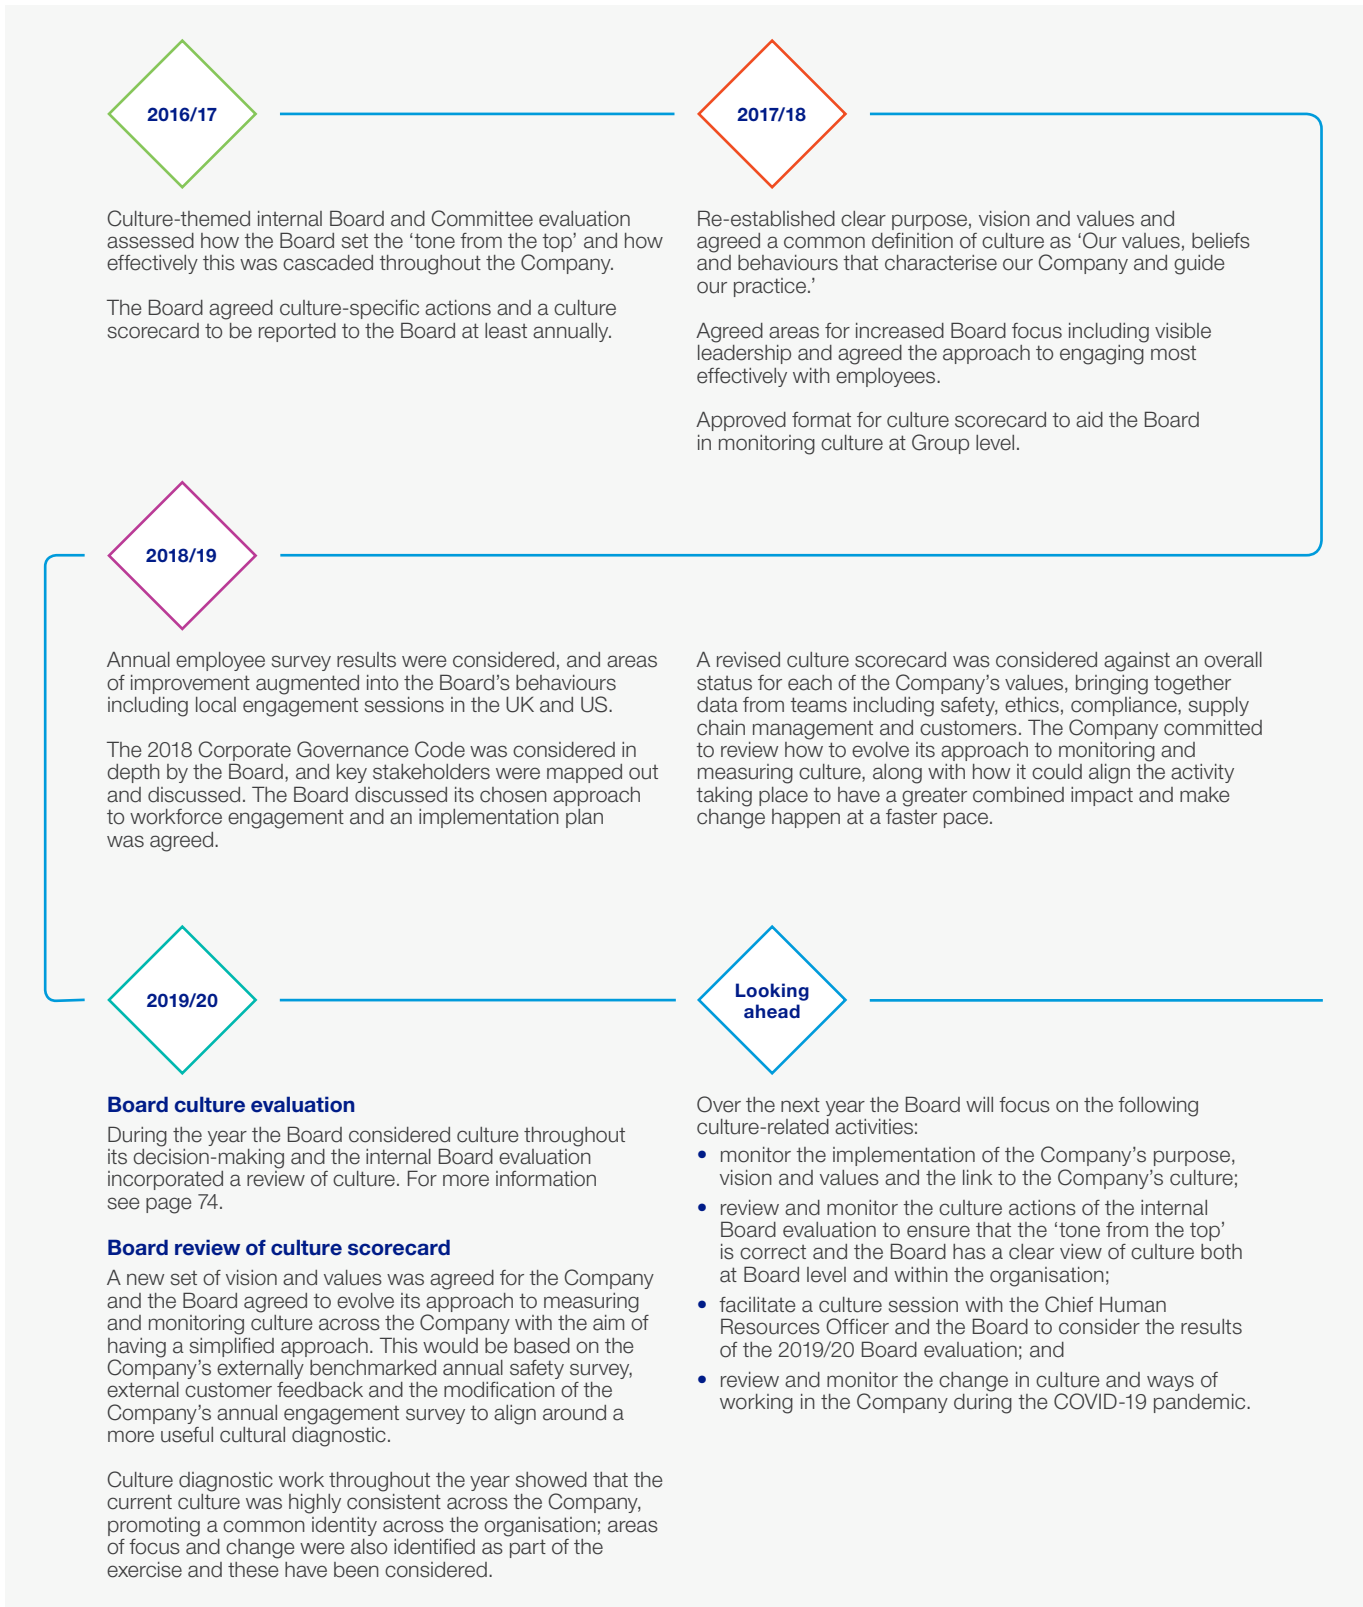 2016/17
Culture-themed internal Board and Committee evaluation
assessed how the Board set the ‘tone from the top’ and how
effectively this was cascaded throughout the Company.
The Board agreed culture-specific actions and a culture
scorecard to be reported to the Board at least annually.
2017/18
Re-established clear purpose, vision and values and
agreed a common definition of culture as ‘Our values, beliefs
and behaviours that characterise our Company and guide
our practice.’
Agreed areas for increased Board focus including visible
leadership and agreed the approach to engaging most
effectively with employees.
Approved format for culture scorecard to aid the Board
in monitoring culture at Group level.
2018/19
Annual employee survey results were considered, and areas
of improvement augmented into the Board’s behaviours
including local engagement sessions in the UK and US.
The 2018 Corporate Governance Code was considered in
depth by the Board, and key stakeholders were mapped out
and discussed. The Board discussed its chosen approach
to workforce engagement and an implementation plan
was agreed.
A revised culture scorecard was considered against an overall
status for each of the Company’s values, bringing together
data from teams including safety, ethics, compliance, supply
chain management and customers. The Company committed
to review how to evolve its approach to monitoring and
measuring culture, along with how it could align the activity
taking place to have a greater combined impact and make
change happen at a faster pace.
2019/20
Board culture evaluation
During the year the Board considered culture throughout
its decision-making and the internal Board evaluation
incorporated a review of culture. For more information
see page 74.
Board review of culture scorecard
A new set of vision and values was agreed for the Company
and the Board agreed to evolve its approach to measuring
and monitoring culture across the Company with the aim of
having a simplified approach. This would be based on the
Company’s externally benchmarked annual safety survey,
external customer feedback and the modification of the
Company’s annual engagement survey to align around a
more useful cultural diagnostic.
Culture diagnostic work throughout the year showed that the
current culture was highly consistent across the Company,
promoting a common identity across the organisation; areas
of focus and change were also identified as part of the
exercise and these have been considered.
Looking
ahead
Over the next year the Board will focus on the following
culture-related activities:
• monitor the implementation of the Company’s purpose,
vision and values and the link to the Company’s culture;
• review and monitor the culture actions of the internal
Board evaluation to ensure that the ‘tone from the top’
is correct and the Board has a clear view of culture both
at Board level and within the organisation;
• facilitate a culture session with the Chief Human
Resources Officer and the Board to consider the results
of the 2019/20 Board evaluation; and
• review and monitor the change in culture and ways of
working in the Company during the COVID-19 pandemic.